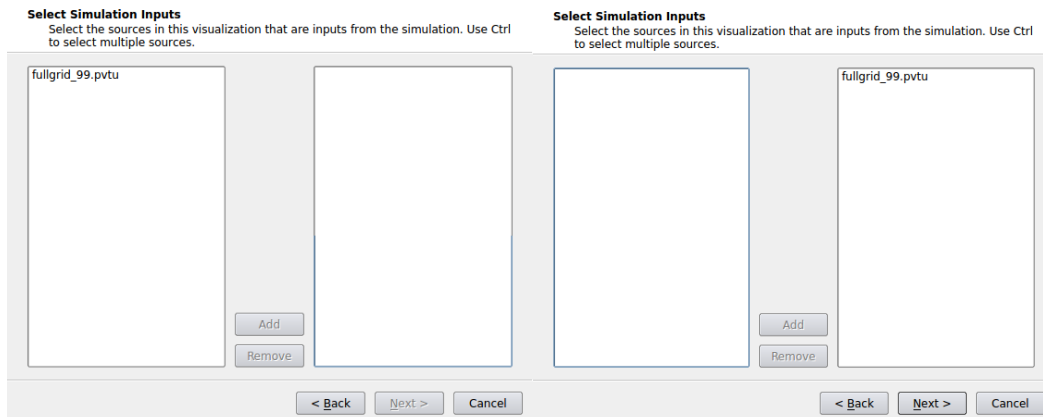 Select Simulation Inputs
Select the sources in this visualization that are inputs from the simulation. Use Ctrl
to select multiple sources.
fullgrid_99.pvtu
Add
Remove
< Back
Next >
Cancel
Select Simulation Inputs
Select the sources in this visualization that are inputs from the simulation. Use Ctrl
to select multiple sources.
fullgrid_99.pvtu
Add
Remove
< Back
Next >
Cancel